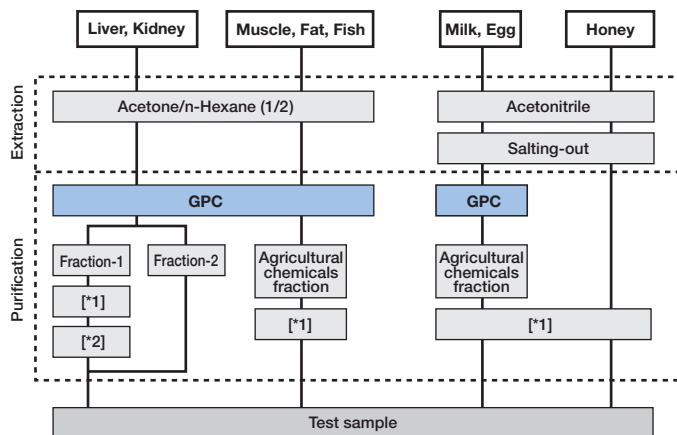 Liver, Kidney
Muscle, Fat, Fish
Milk, Egg
Honey
Extraction
Acetone/n-Hexane (1/2)
Acetonitrile
Salting-out
Purification
GPC
GPC
Fraction-1
Fraction-2
Agricultural
chemicals
fraction
Agricultural
chemicals
fraction
[*1]
[*1]
[*1]
[*2]
Test sample